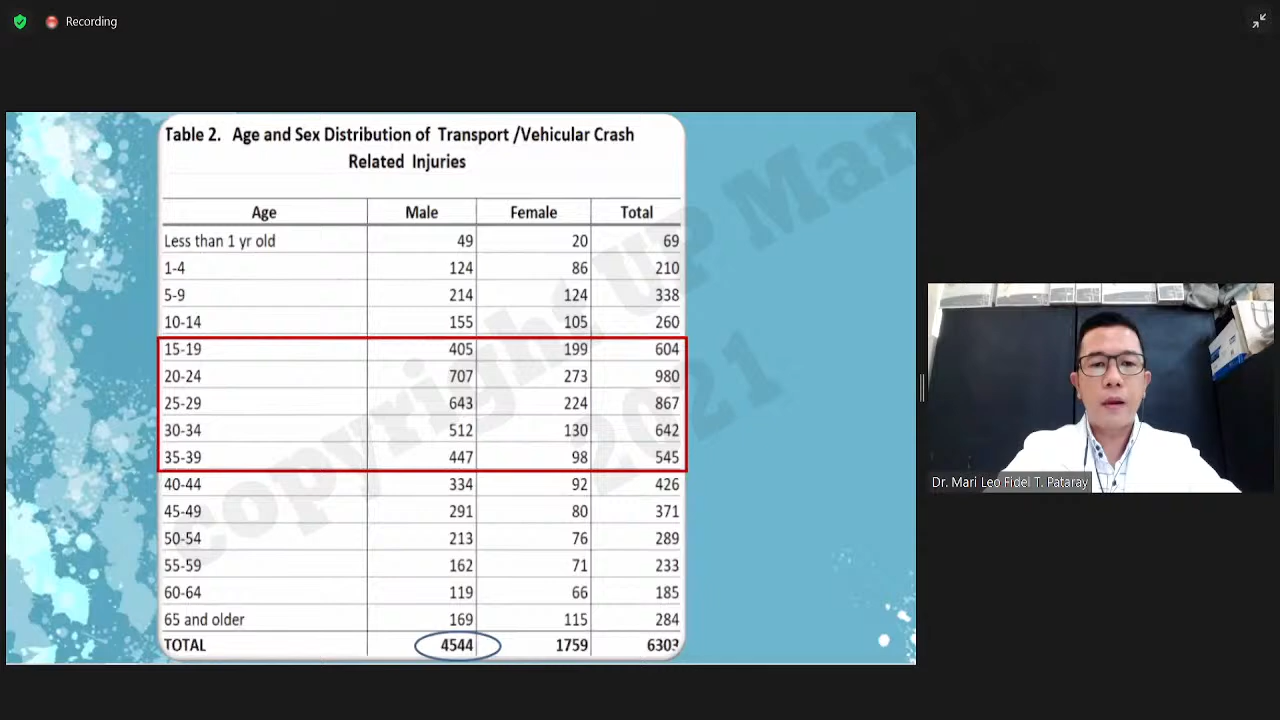 Recording
Table 2. Age and Sex Distribution of Transport /Vehicular Crash
Related Injuries
Age Male Female Total
Less than 1 yr old 49 20 69
1-4 124 86 210
5-9 214 124 338
10-14 155 105 260
15-19 405 199 604
20-24 707 273 980
25-29 643 224 867
30-34 512 130 642
35-39 447 98 545
40-44 334 92 426
45-49 291 80 371
50-54 213 76 289
55-59 162 71 233
60-64 119 66 185
65 and older 169 115 284
TOTAL 4544 1759 6303
copyright UP Manila
2021
Dr. Mari Leo Fidel T. Pataray